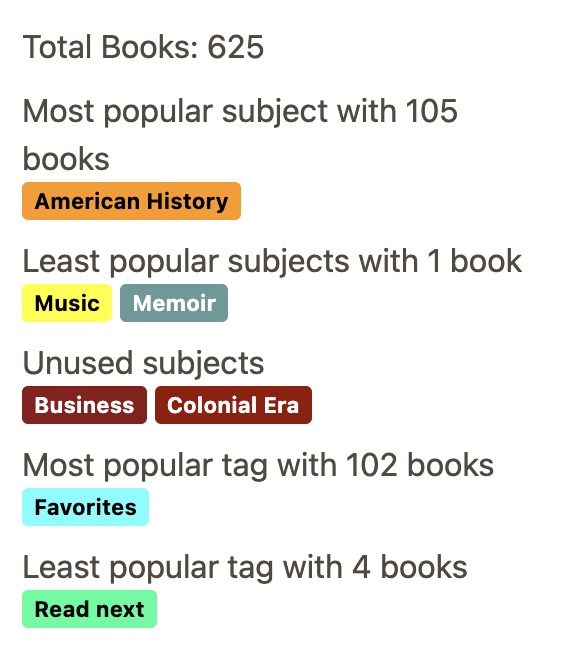 Total Books: 625
Most popular subject with 105
books
American History
Least popular subjects with 1 book
Music Memoir
Unused subjects
Business Colonial Era
Most popular tag with 102 books
Favorites
Least popular tag with 4 books
Read next